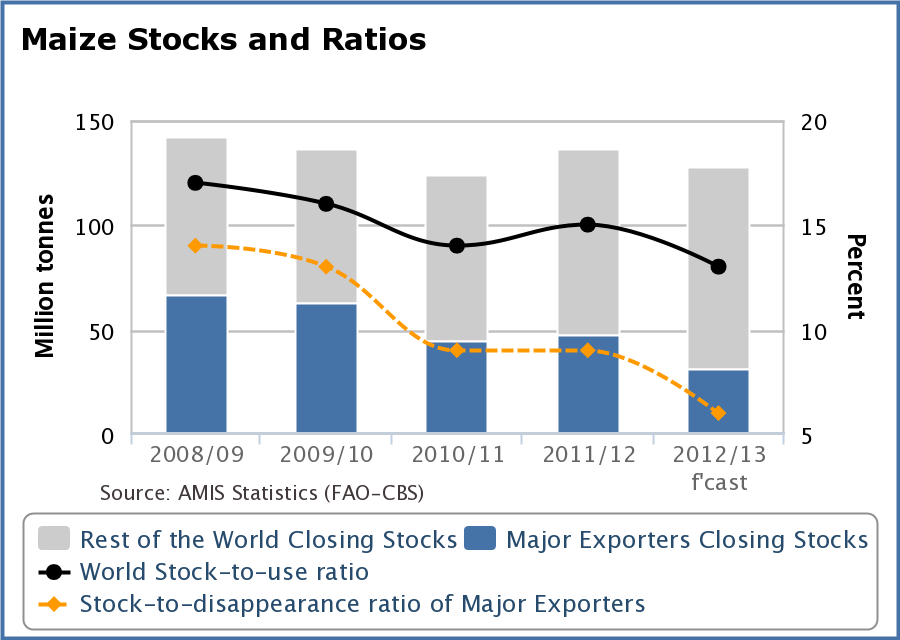 Maize Stocks and Ratios
150
100
50
0
Million tonnes
20
15
10
5
Percent
2008/09 2009/10 2010/11 2011/12 2012/13
f'cast
Source: AMIS Statistics (FAO-CBS)
Rest of the World Closing Stocks Major Exporters Closing Stocks
World Stock-to-use ratio
Stock-to-disappearance ratio of Major Exporters